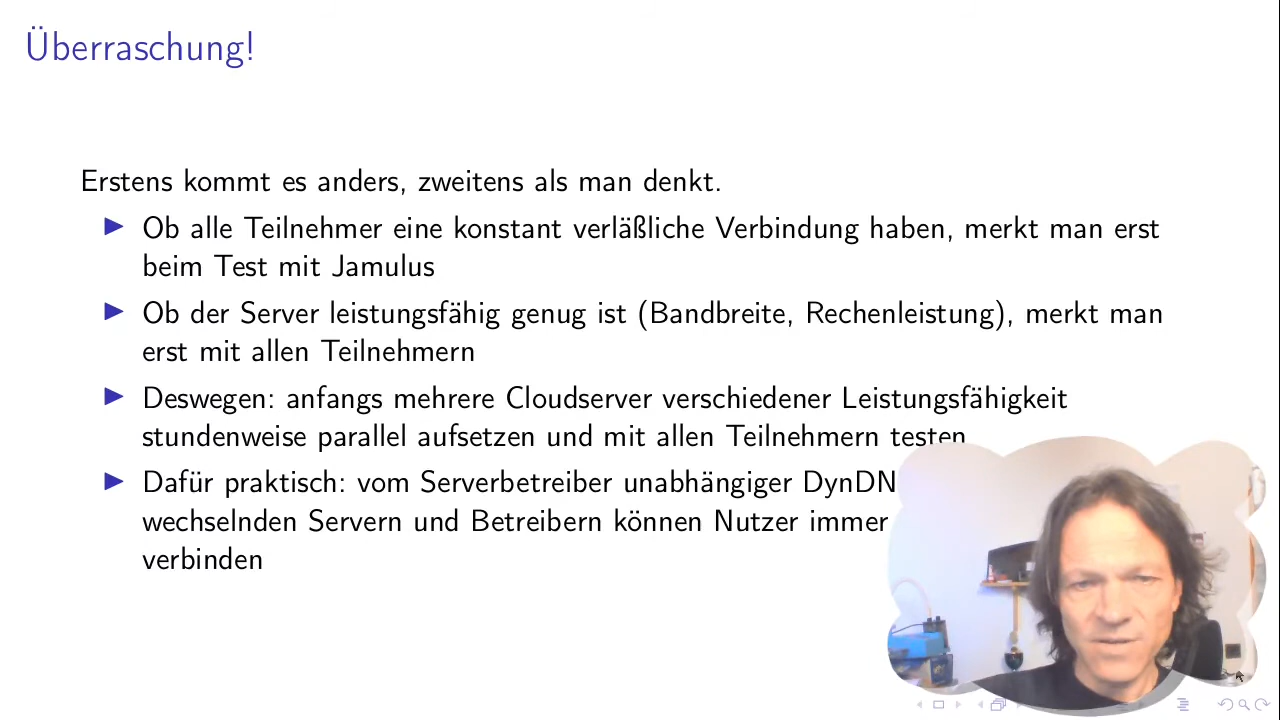 Überraschung!
Erstens kommt es anders, zweitens als man denkt.
Ob alle Teilnehmer eine konstant verläßliche Verbindung haben, merkt man erst
beim Test mit Jamulus
Ob der Server leistungsfähig genug ist (Bandbreite, Rechenleistung), merkt man
erst mit allen Teilnehmern
Deswegen: anfangs mehrere Cloudserver verschiedener Leistungsfähigkeit
stundenweise parallel aufsetzen und mit allen Teilnehmern testen
Dafür praktisch: vom Serverbetreiber unabhängiger DynDN
wechselnden Servern und Betreibern können Nutzer immer
verbinden